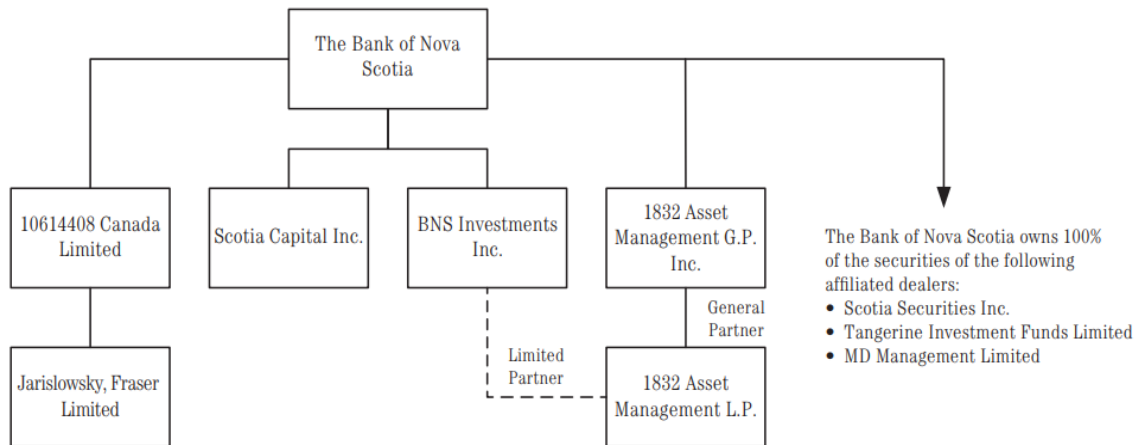 The Bank of Nova
Scotia
10614408 Canada
Limited
Scotia Capital Inc.
BNS Investments
Inc.
1832 Asset
Management G.P.
Inc.
The Bank of Nova Scotia owns 100%
of the securities of the following
affiliated dealers:
• Scotia Securities Inc.
• Tangerine Investment Funds Limited
• MD Management Limited
General
Partner
Limited
Partner
Jarislowsky, Fraser
Limited
1832 Asset
Management L.P.